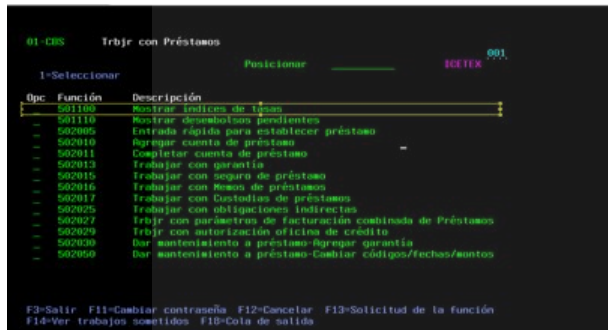 01-CBS Trbjr con Préstamos
001
Posicionar ICETEX
1=Seleccionar
Opc Función Descripción
501100 Mostrar índices de tasas
501110 Mostrar desembolsos pendientes
502005 Entrada rápida para establecer préstamo
502010 Agregar cuenta de préstamo
502011 Completar cuenta de préstamo
502013 Trabajar con garantía
502015 Trabajar con seguro de préstamo
502016 Trabajar con Memos de préstamos
502017 Trabajar con Custodias de préstamos
502025 Trabajar con obligaciones indirectas
502027 Trbjr con parámetros de facturación combinada de Préstamos
502029 Trbjr con autorización oficina de crédito
502030 Dar mantenimiento a préstamo-Agregar garantía
502050 Dar mantenimiento a préstamo-Cambiar códigos/fechas/montos
F3=Salir F11=Cambiar contraseña F12=Cancelar F13=Solicitud de la función
F14=Ver trabajos sometidos F18=Cola de salida